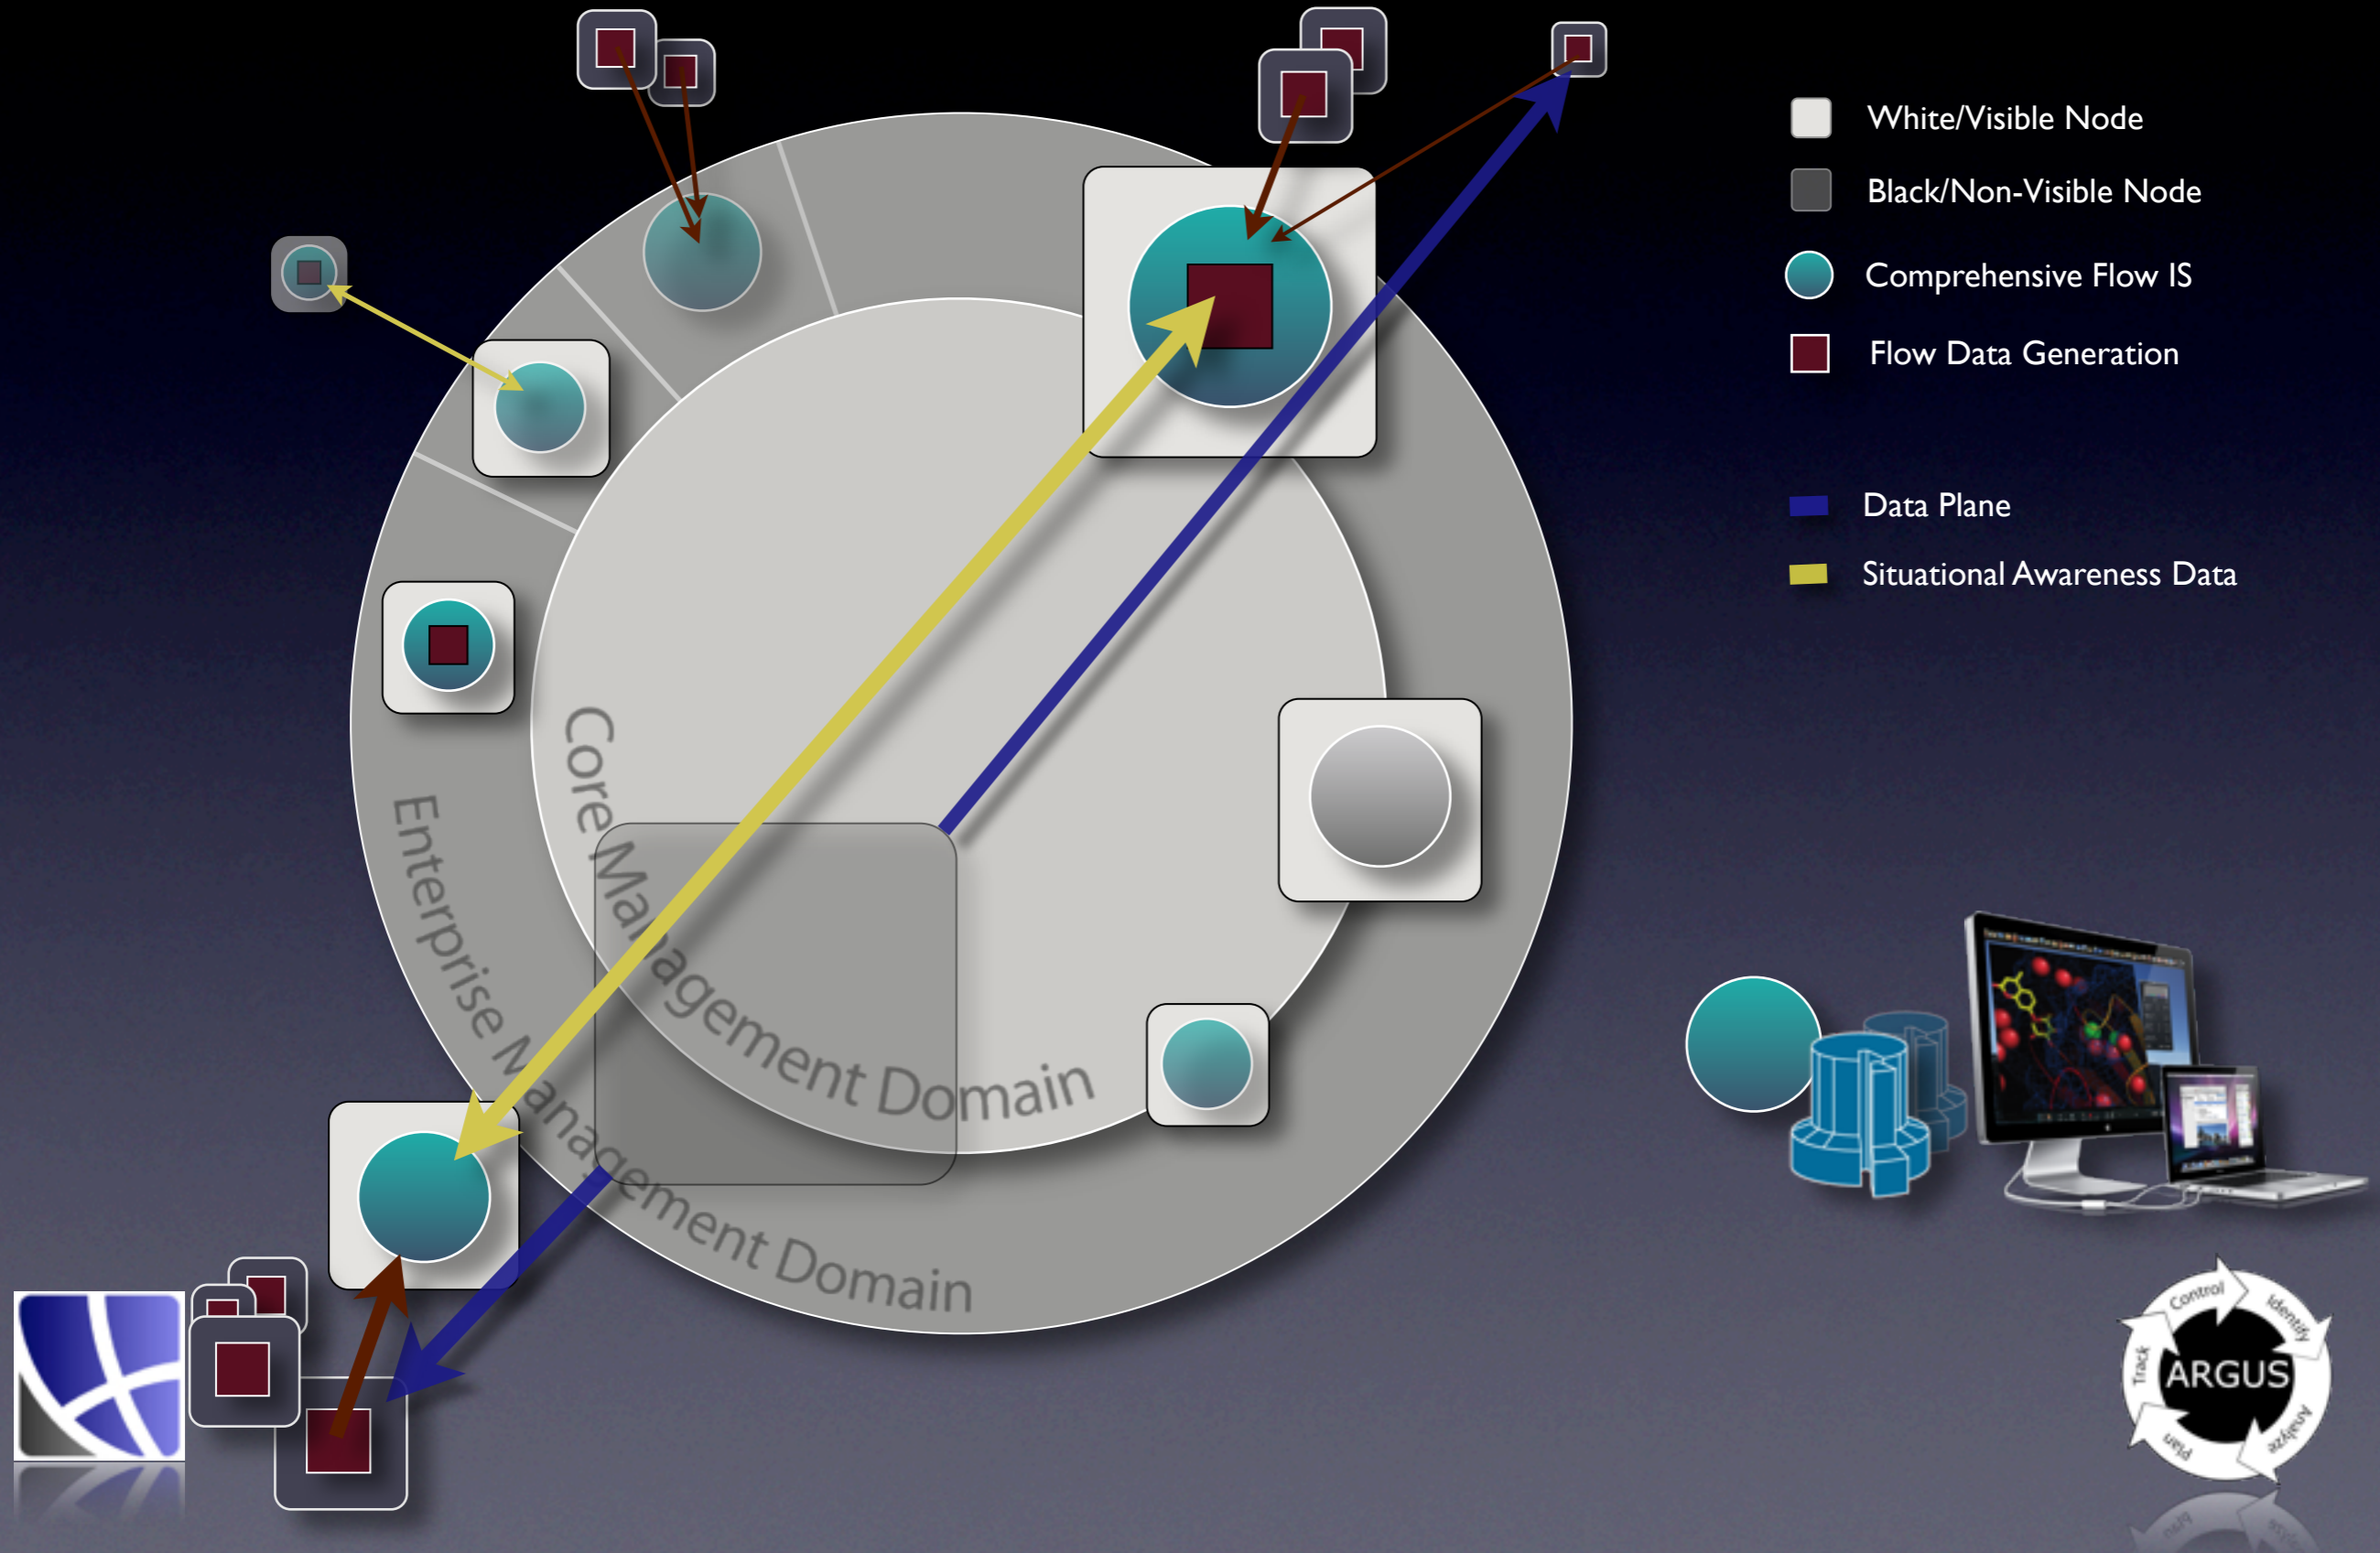 White/Visible Node
Black/Non-Visible Node
Comprehensive Flow IS
Flow Data Generation
Data Plane
Situational Awareness Data
Core Management Domain
Enterprise Management Domain
Control
Identify
Analyze
Plan
Track
ARGUS